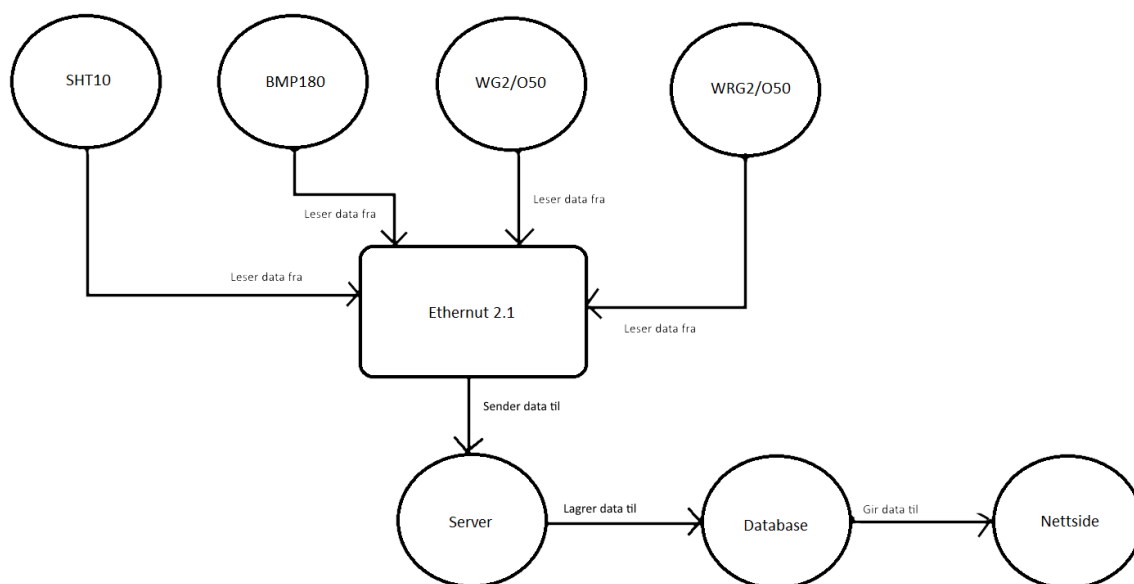 SHT10
BMP180
WG2/O50
WRG2/O50
Leser data fra
Leser data fra
Leser data fra
Ethernut 2.1
Leser data fra
Sender data til
Server
Lagrer data til
Database
Gir data til
Nettside